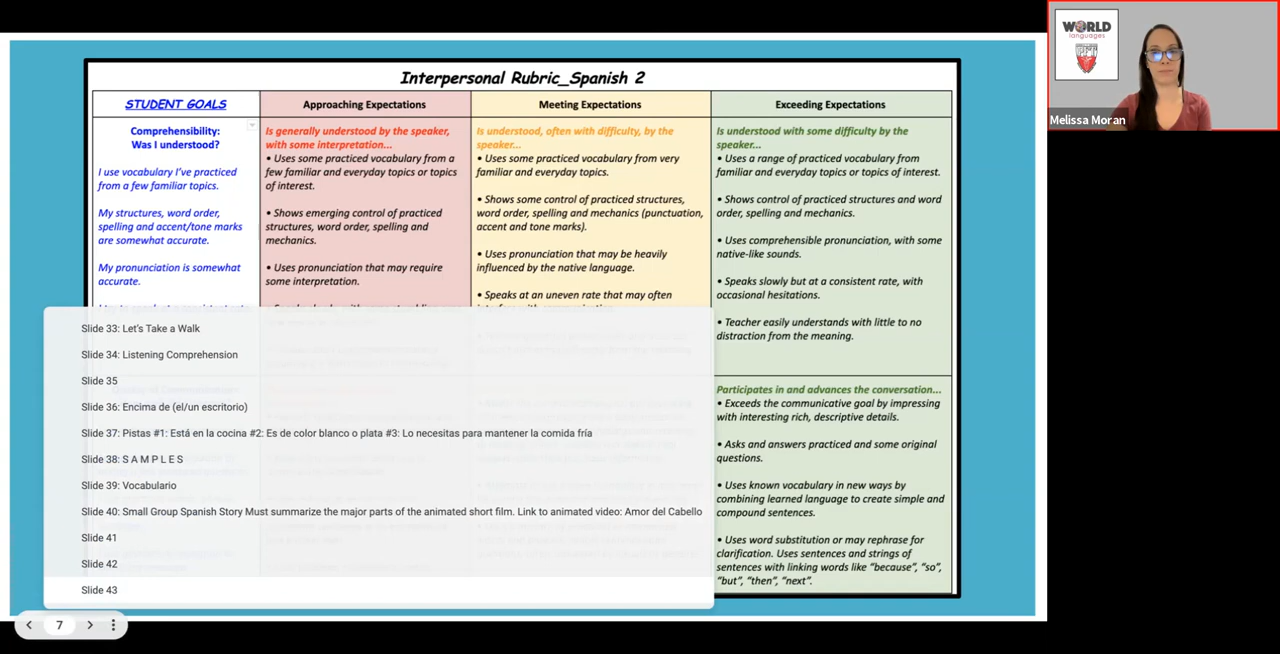 Interpersonal Rubric_Spanish 2
STUDENT GOALS
Approaching Expectations
Meeting Expectations
Exceeding Expectations
Comprehensibility:
Was I understood?
I use vocabulary I've practiced
from a few familiar topics.
My structures, word order,
spelling and accent/tone marks
are somewhat accurate.
My pronunciation is somewhat
accurate.
Is generally understood by the speaker,
with some interpretation...
• Uses some practiced vocabulary from a
few familiar and everyday topics or topics
of interest.
• Shows emerging control of practiced
structures, word order, spelling and
mechanics.
• Uses pronunciation that may require
some interpretation.
Is understood, often with difficulty, by the
speaker...
• Uses some practiced vocabulary from very
familiar and everyday topics.
• Shows some control of practiced structures,
word order, spelling and mechanics (punctuation,
accent and tone marks).
• Uses pronunciation that may be heavily
influenced by the native language.
• Speaks at an uneven rate that may often
Is understood with some difficulty by the
speaker...
• Uses a range of practiced vocabulary from
familiar and everyday topics or topics of interest.
• Shows control of practiced structures and word
order, spelling and mechanics.
• Uses comprehensible pronunciation, with some
native-like sounds.
• Speaks slowly but at a consistent rate, with
occasional hesitations.
• Teacher easily understands with little to no
distraction from the meaning.
Participates in and advances the conversation...
• Exceeds the communicative goal by impressing
with interesting rich, descriptive details.
• Asks and answers practiced and some original
questions.
• Uses known vocabulary in new ways by
combining learned language to create simple and
compound sentences.
• Uses word substitution or may rephrase for
clarification. Uses sentences and strings of
sentences with linking words like "because", "so",
"but", "then", "next".
Slide 33: Let's Take a Walk
Slide 34: Listening Comprehension
Slide 35
Slide 36: Encima de (el/un escritorio)
Slide 37: Pistas #1: Está en la cocina #2: Es de color blanco o plata #3: Lo necesitas para mantener la comida fría
Slide 38: S A M P L E S
Slide 39: Vocabulario
Slide 40: Small Group Spanish Story Must summarize the major parts of the animated short film. Link to animated video: Amor del Cabello
Slide 41
Slide 42
Slide 43
7
WORLD
languages
Melissa Moran